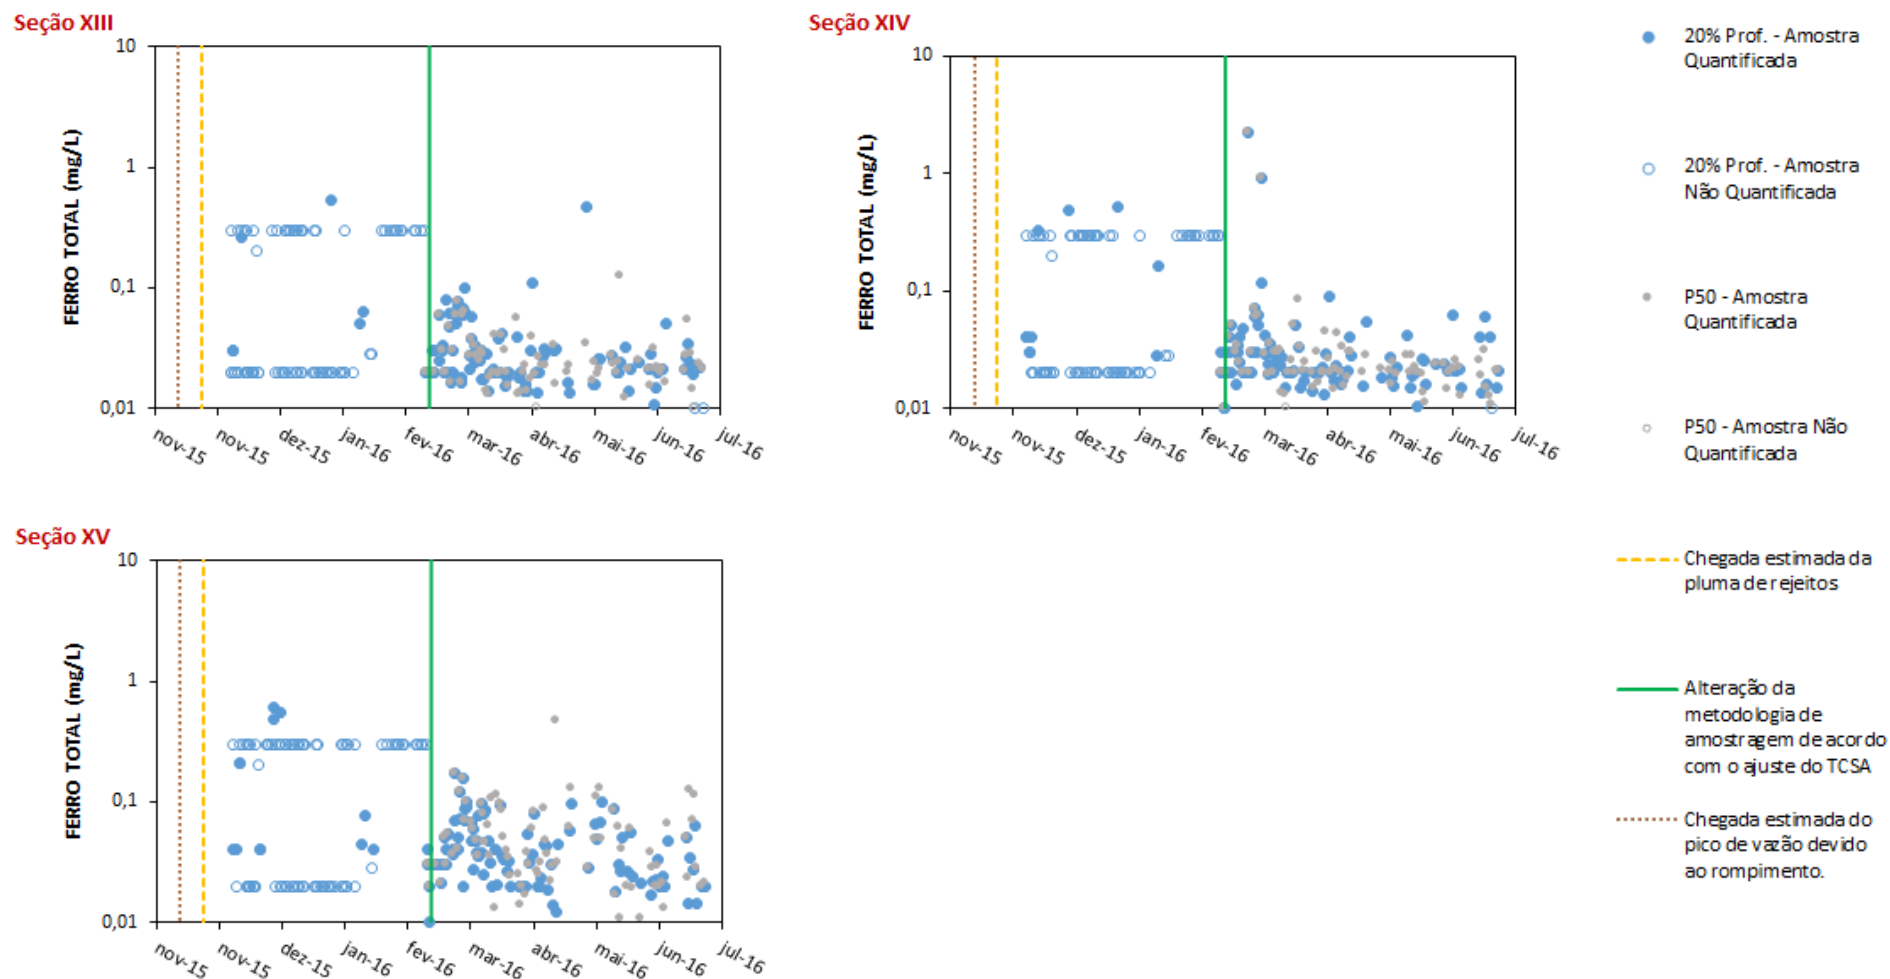 Seção XIII
10
1
0,1
0,01
FERRO TOTAL (mg/L)
nov-15
nov-15
dez-15
jan-16
fev-16
mar-16
abr-16
mai-16
jun-16
jul-16
Seção XIV
10
1
0,1
0,01
FERRO TOTAL (mg/L)
nov-15
nov-15
dez-15
jan-16
fev-16
mar-16
abr-16
mai-16
jun-16
jul-16
Seção XV
10
1
0,1
0,01
FERRO TOTAL (mg/L)
nov-15
nov-15
dez-15
jan-16
fev-16
mar-16
abr-16
mai-16
jun-16
jul-16
20% Prof. - Amostra
Quantificada
20% Prof. - Amostra
Não Quantificada
P50 - Amostra
Quantificada
P50 - Amostra Não
Quantificada
Chegada estimada da
pluma de rejeitos
Alteração da
metodologia de
amostragem de acordo
com o ajuste do TCSA
Chegada estimada do
pico de vazão devido
ao rompimento.